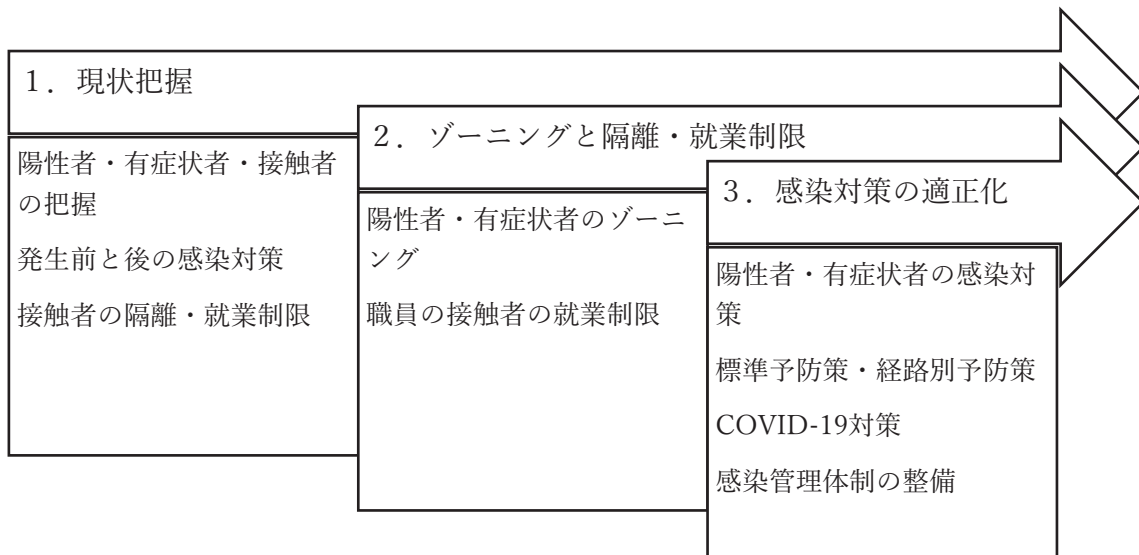 1．現状把握
陽性者・有症状者・接触者
の把握
発生前と後の感染対策
接触者の隔離・就業制限
2．ゾーニングと隔離・就業制限
陽性者・有症状者のゾーニ
ング
職員の接触者の就業制限
3．感染対策の適正化
陽性者・有症状者の感染対
策
標準予防策・経路別予防策
COVID-19対策
感染管理体制の整備